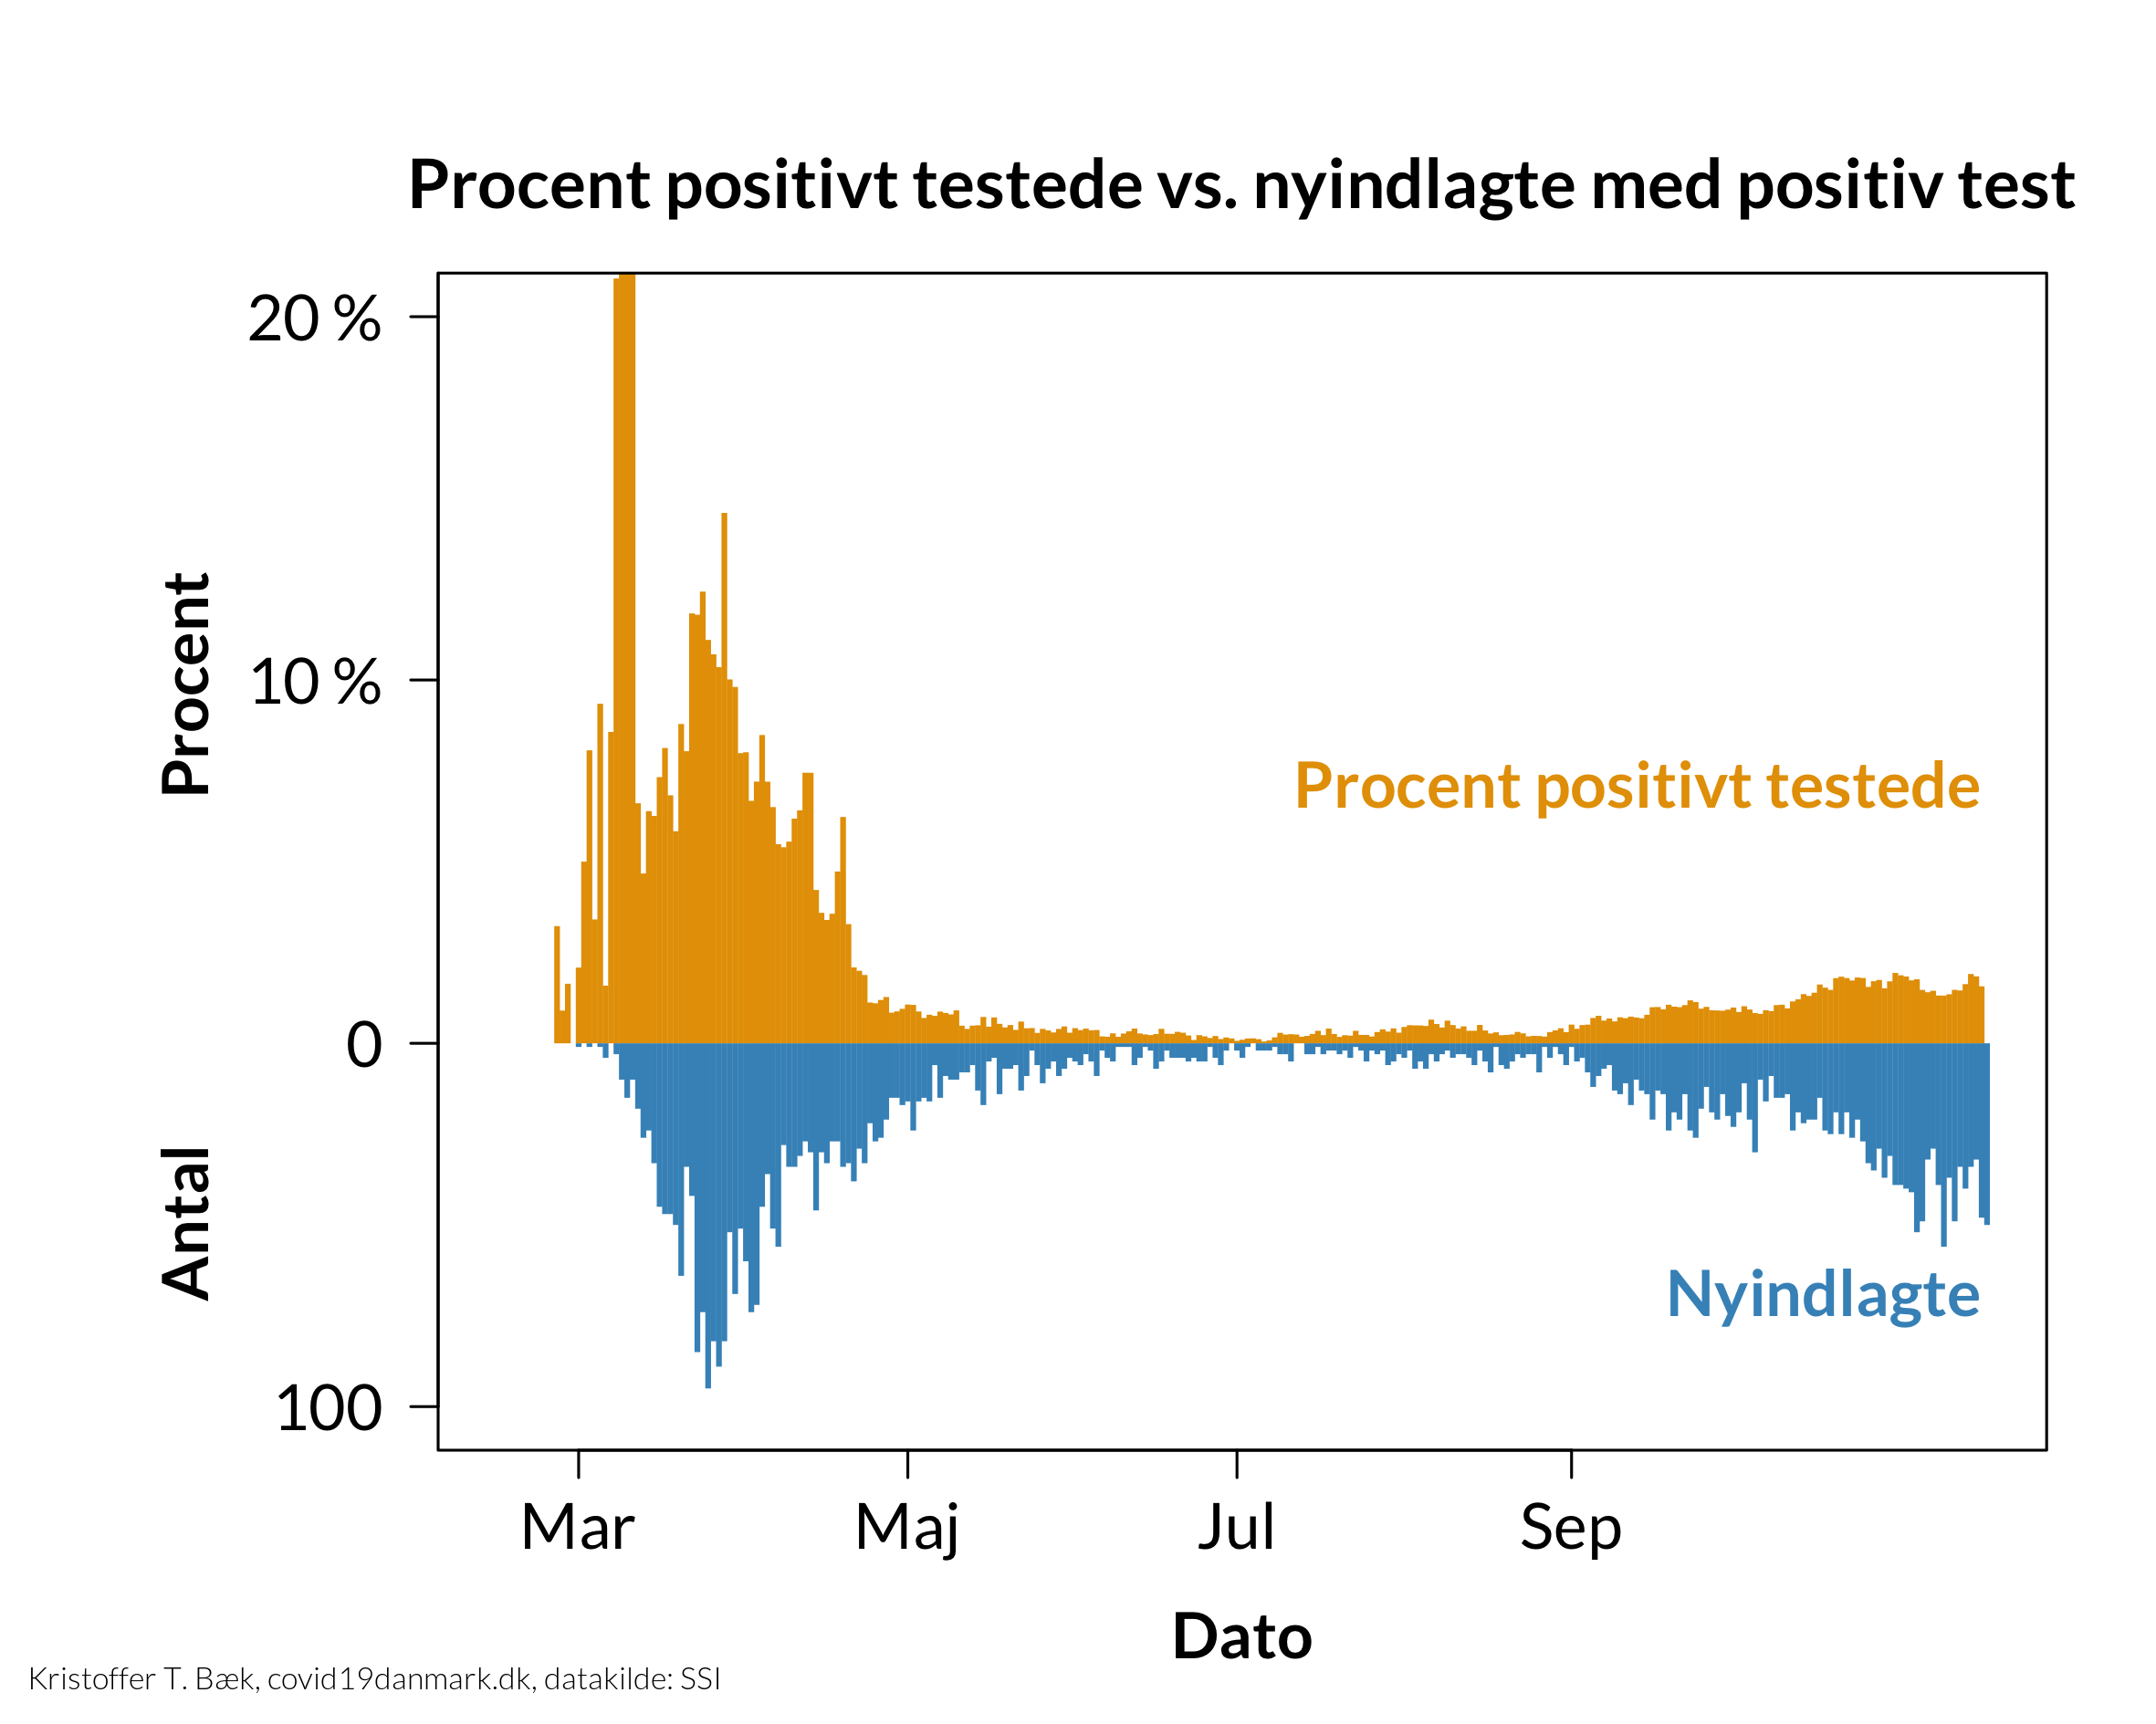 Procent positivt testede vs. nyindlagte med positiv test
20 %
10 %
0
100
Procent
Antal
Procent positivt testede
Nyindlagte
Mar
Maj
Jul
Sep
Dato
Kristoffer T. Bæk, covid19danmark.dk, datakilde: SSI